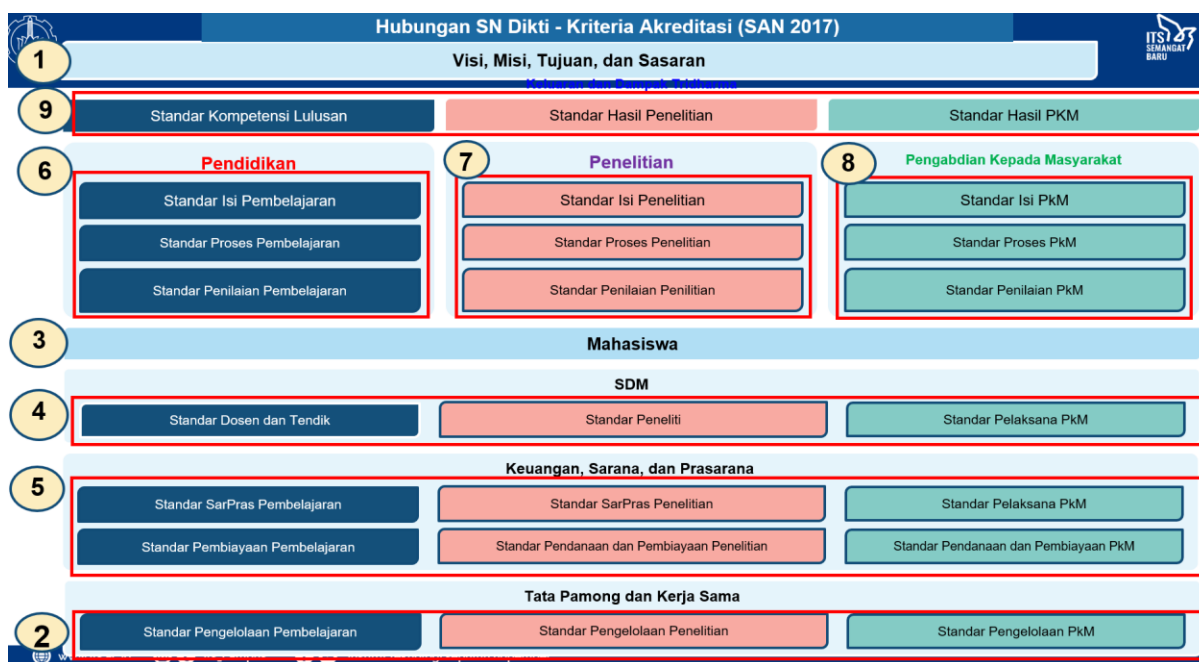 Hubungan SN Dikti - Kriteria Akreditasi (SAN 2017)
ITS
SEMANGAT
BARU
1
Visi, Misi, Tujuan, dan Sasaran
Keluaran dan Dampak Tridharma
9
Standar Kompetensi Lulusan
Standar Hasil Penelitian
Standar Hasil PKM
6
Pendidikan
7
Penelitian
8
Pengabdian Kepada Masyarakat
Standar Isi Pembelajaran
Standar Isi Penelitian
Standar Isi PkM
Standar Proses Pembelajaran
Standar Proses Penelitian
Standar Proses PkM
Standar Penilaian Pembelajaran
Standar Penilaian Penilitian
Standar Penilaian PkM
3
Mahasiswa
SDM
4
Standar Dosen dan Tendik
Standar Peneliti
Standar Pelaksana PkM
Keuangan, Sarana, dan Prasarana
5
Standar SarPras Pembelajaran
Standar SarPras Penelitian
Standar Pelaksana PkM
Standar Pembiayaan Pembelajaran
Standar Pendanaan dan Pembiayaan Penelitian
Standar Pendanaan dan Pembiayaan PkM
Tata Pamong dan Kerja Sama
2
Standar Pengelolaan Pembelajaran
Standar Pengelolaan Penelitian
Standar Pengelolaan PkM